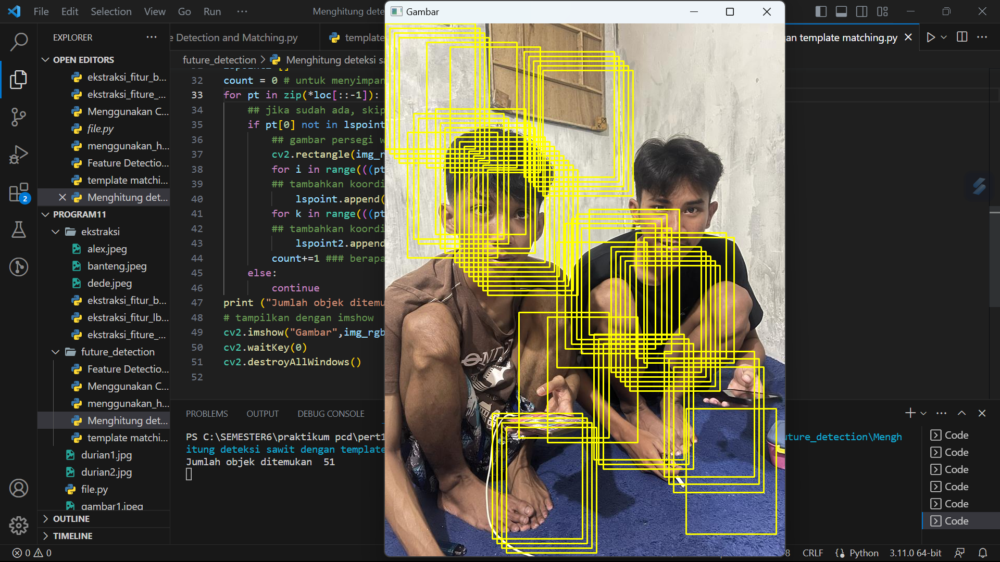 File Edit Selection View Go Run ···
Menghitung dete
Gambar
EXPLORER ···
OPEN EDITORS
ekstraksi_fitur_b...
ekstraksi_fiture_...
Menggunakan C...
file.py
menggunakan_h...
Feature Detectio...
template matchi...
Menghitung det...
PROGRAM11
ekstraksi
alex.jpeg
banteng.jpeg
dede.jpeg
ekstraksi_fitur_b...
ekstraksi_fitur_lb...
ekstraksi_fiture_...
future_detection
Feature Detectio...
Menggunakan C...
menggunakan_h...
Menghitung det...
template matchi...
durian1.jpg
durian2.jpg
file.py
gambar1.jpeg
OUTLINE
TIMELINE
2
e Detection and Matching.py
template
an template matching.py
future_detection > Menghitung deteksi sa
32 count = 0 # untuk menyimpan
33 for pt in zip(*loc[::-1]):
34 ## jika sudah ada, skip
35 if pt[0] not in lspoint
36 ## gambar persegi w
37 cv2.rectangle(img_r
38 for i in range(((pt
39 ## tambahkan koordi
40 lspoint.append(
41 for k in range(((pt
42 ## tambahkan koordi
43 lspoint2.append
44 count+=1 ### berapa
45 else:
46 continue
47 print ("Jumlah objek ditemu
48 # tampilkan dengan imshow
49 cv2.imshow("Gambar",img_rgb
50 cv2.waitKey(0)
51 cv2.destroyAllWindows()
52
PROBLEMS OUTPUT DEBUG CONSOLE
PS C:\SEMESTER6\praktikum pcd\pert1
uture_detection\Mengh
itung deteksi sawit dengan template
Jumlah objek ditemukan  51
Code
Code
Code
Code
Code
Code
0 0
8 CRLF Python 3.11.0 64-bit